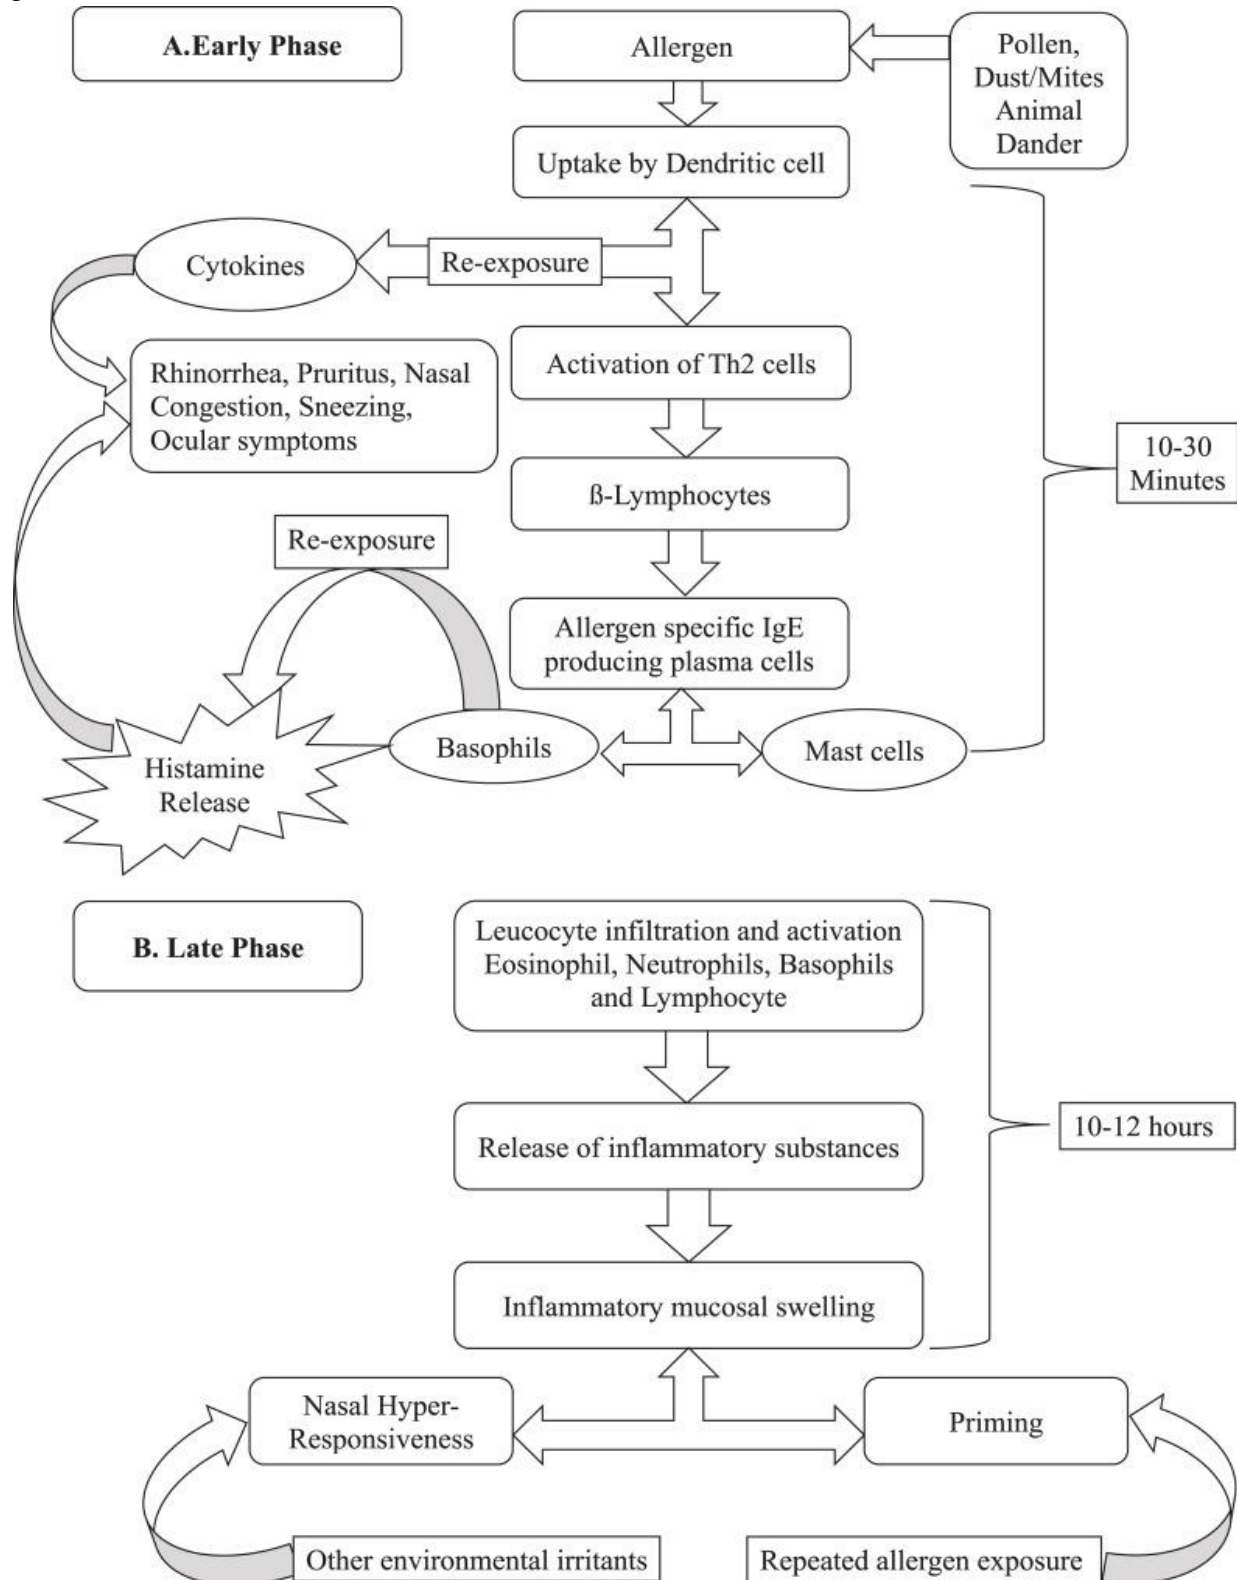 A.Early Phase
Allergen
Pollen,
Dust/Mites
Animal
Dander
Uptake by Dendritic cell
Cytokines
Re-exposure
Rhinorrhea, Pruritus, Nasal
Congestion, Sneezing,
Ocular symptoms
Activation of Th2 cells
10-30
Minutes
ß-Lymphocytes
Re-exposure
Allergen specific IgE
producing plasma cells
Histamine
Release
Basophils
Mast cells
B. Late Phase
Leucocyte infiltration and activation
Eosinophil, Neutrophils, Basophils
and Lymphocyte
10-12 hours
Release of inflammatory substances
Inflammatory mucosal swelling
Nasal Hyper-
Responsiveness
Priming
Other environmental irritants
Repeated allergen exposure